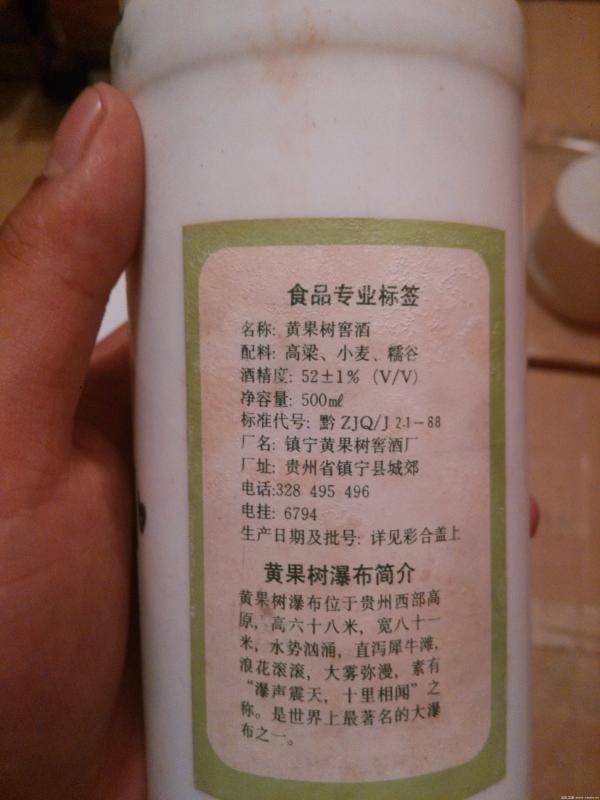 食品专业标签
名称: 黄果树窖酒
配料: 高梁、小麦、糯谷
酒精度: 52±1% (V/V)
净容量: 500ml
标准代号: 黔 ZJQ/J 2.1-88
厂名: 镇宁黄果树窖酒厂
厂址: 贵州省镇宁县城郊
电话:328 495 496
电挂: 6794
生产日期及批号: 详见彩合盖上
黄果树瀑布简介
黄果树瀑布位于贵州西部高
原, 高六十八米, 宽八十一
米, 水势汹涌, 直泻犀牛滩,
浪花滚滚, 大雾弥漫, 素有
“瀑声震天, 十里相闻”之
称。是世界上最著名的大瀑
布之一。